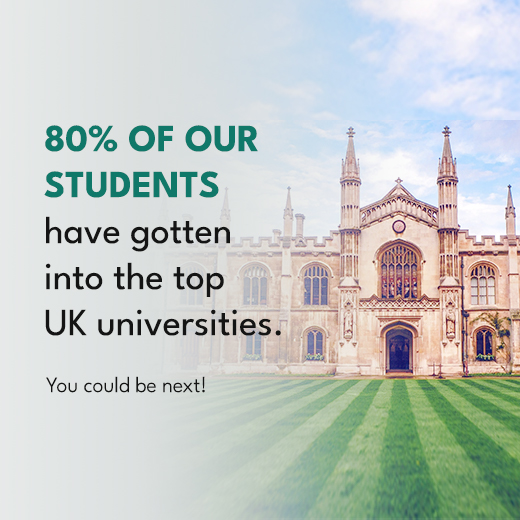 80% OF OUR
STUDENTS
have gotten
into the top
UK universities.
You could be next!